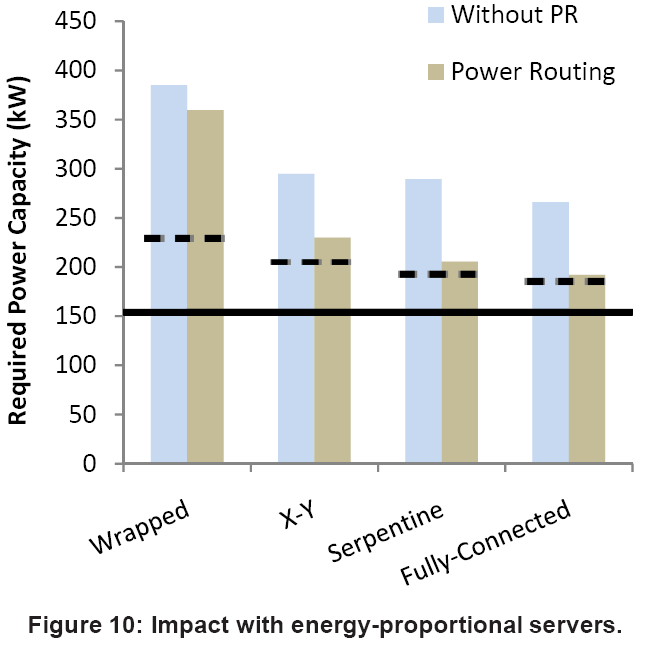 Without PR
Power Routing
Required Power Capacity (kW)
450
400
350
300
250
200
150
100
50
0
Wrapped
X-Y
Serpentine
Fully-Connected
Figure 10: Impact with energy-proportional servers.